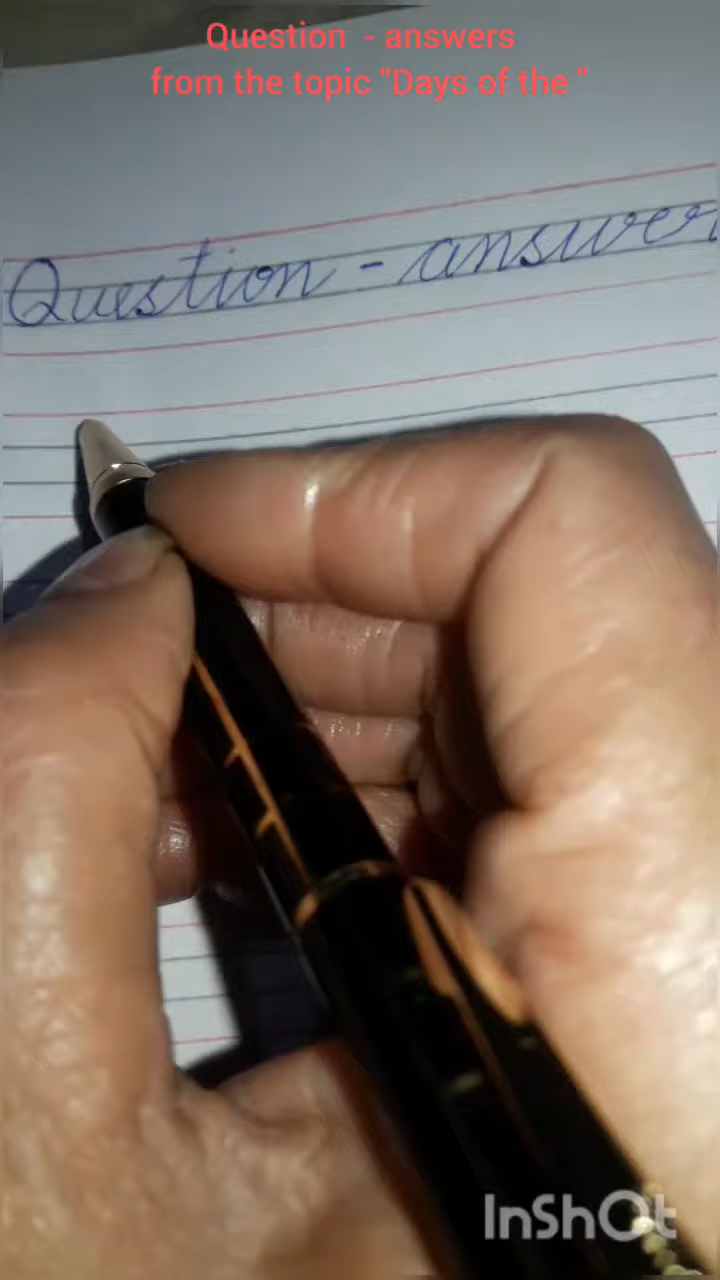 Question - answers
from the topic "Days of the "
Question - answer
InShOt